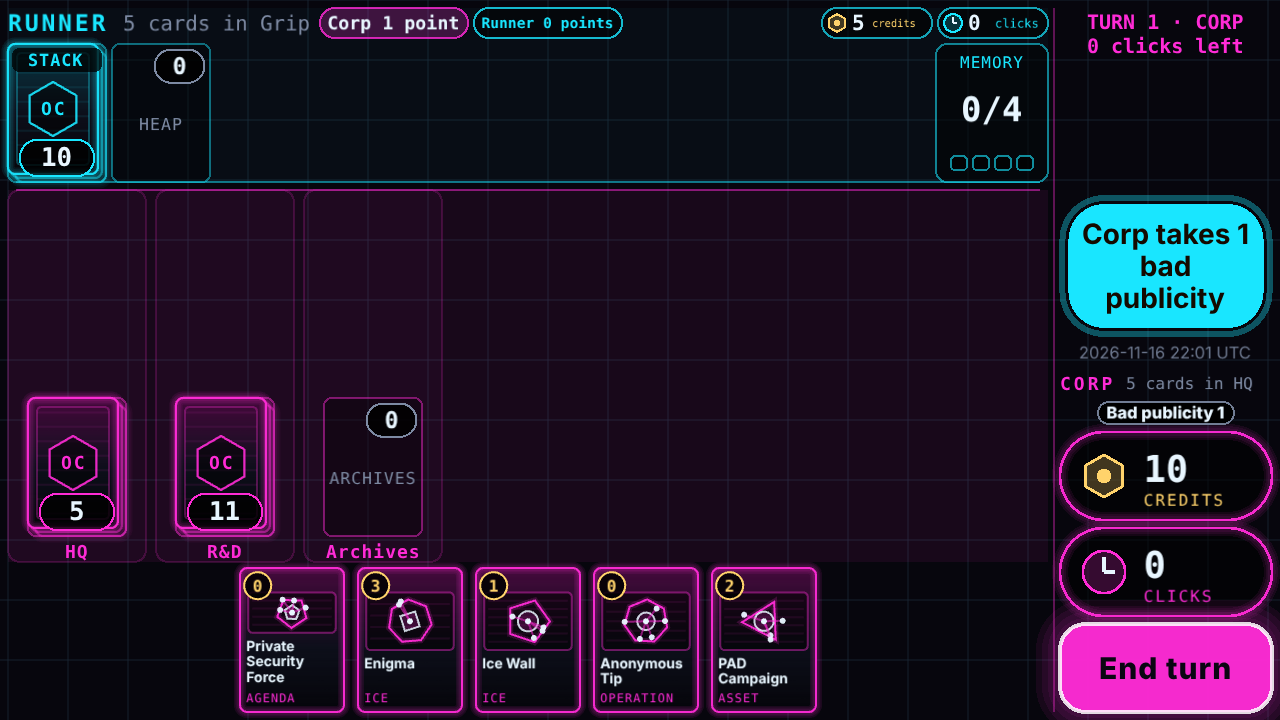 RUNNER 5 cards in Grip Corp 1 point Runner 0 points 5 credits 0 clicks
TURN 1 · CORP
0 clicks left
STACK
OC
10
0
HEAP
MEMORY
0/4
Corp takes 1
bad
publicity
2026-11-16 22:01 UTC
CORP 5 cards in HQ
Bad publicity 1
10
CREDITS
0
CLICKS
End turn
OC
5
HQ
OC
11
R&D
0
ARCHIVES
Archives
0
Private
Security
Force
AGENDA
3
Enigma
ICE
1
Ice Wall
ICE
0
Anonymous
Tip
OPERATION
2
PAD
Campaign
ASSET